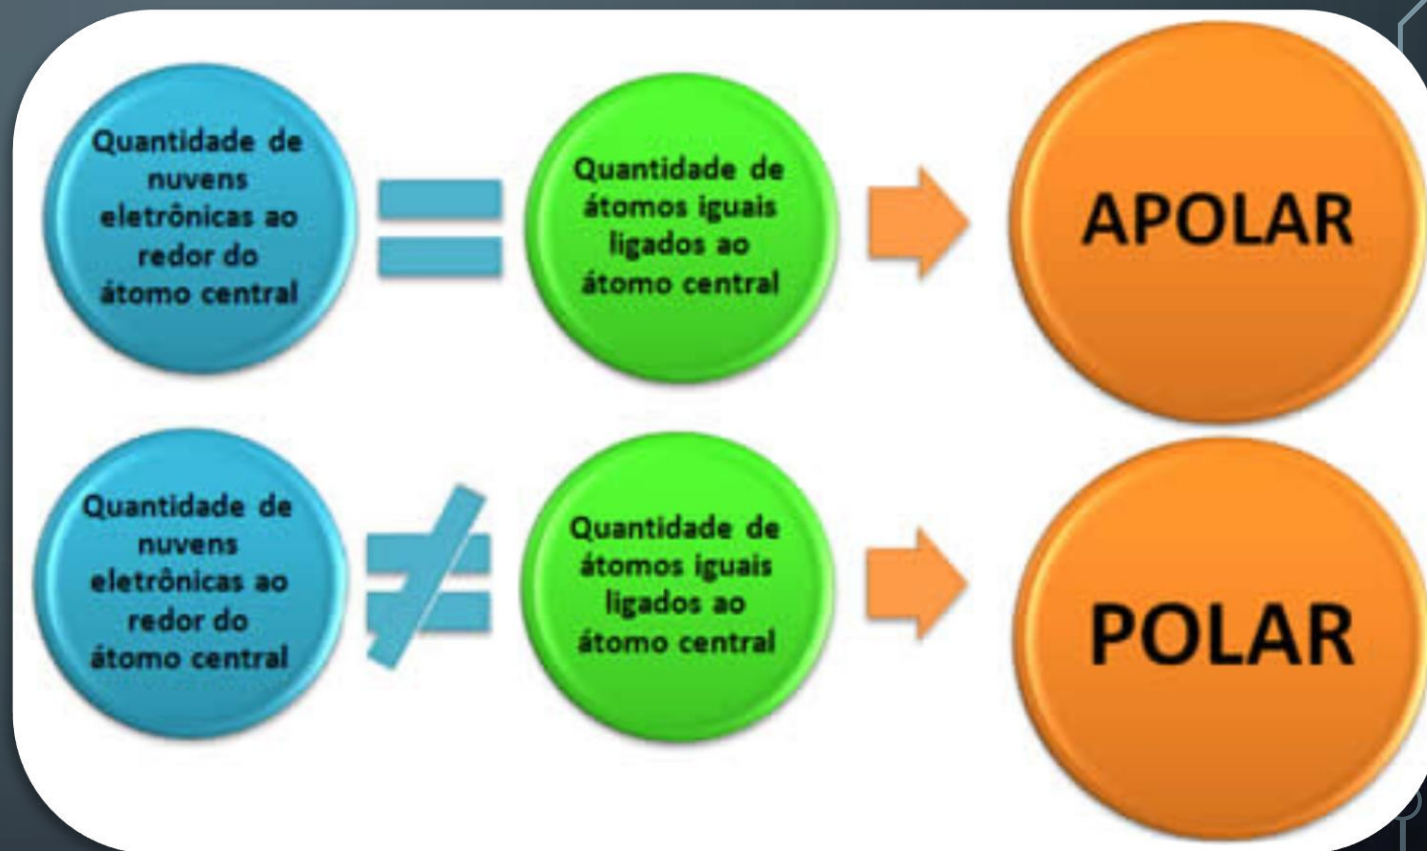 Quantidade de
nuvens
eletrônicas ao
redor do
átomo central
Quantidade de
átomos iguais
ligados ao
átomo central
APOLAR
Quantidade de
nuvens
eletrônicas ao
redor do
átomo central
Quantidade de
átomos iguais
ligados ao
átomo central
POLAR